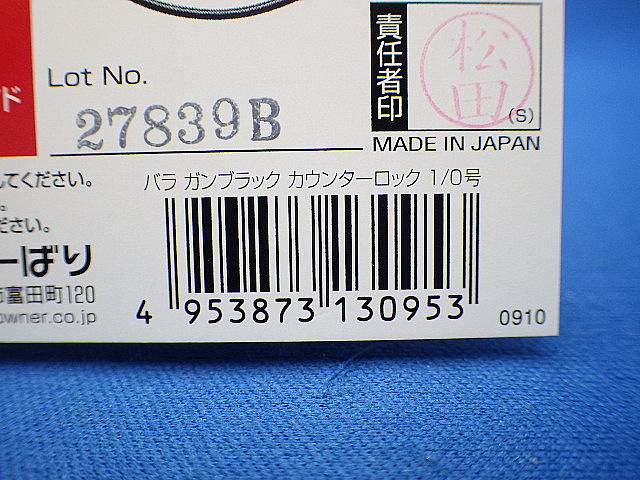 ド
Lot No.
27839B
責任者印
松田
(S)
MADE IN JAPAN
してください。
ださい。
バラ ガンブラック カウンターロック 1/0号
ーばり
富田町120
owner.co.jp
4 953873 130953
0910